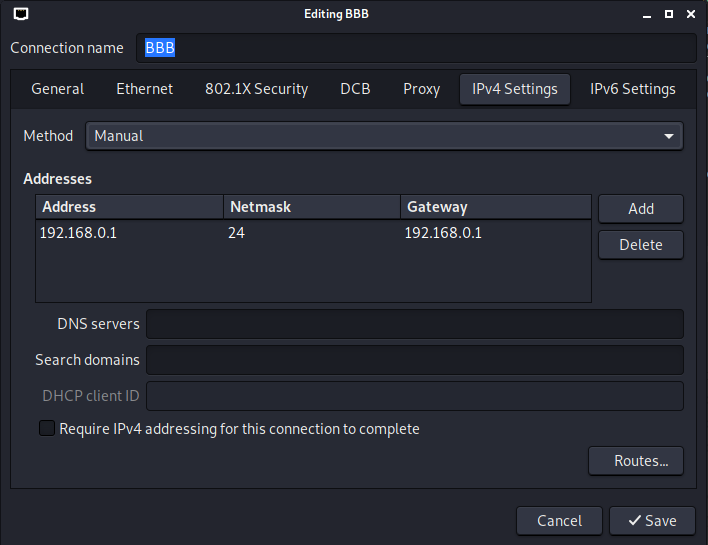 Editing BBB
Connection name BBB
General Ethernet 802.1X Security DCB Proxy IPv4 Settings IPv6 Settings
Method Manual
Addresses
Address Netmask Gateway
192.168.0.1 24 192.168.0.1
Add
Delete
DNS servers
Search domains
DHCP client ID
Require IPv4 addressing for this connection to complete
Routes...
Cancel Save